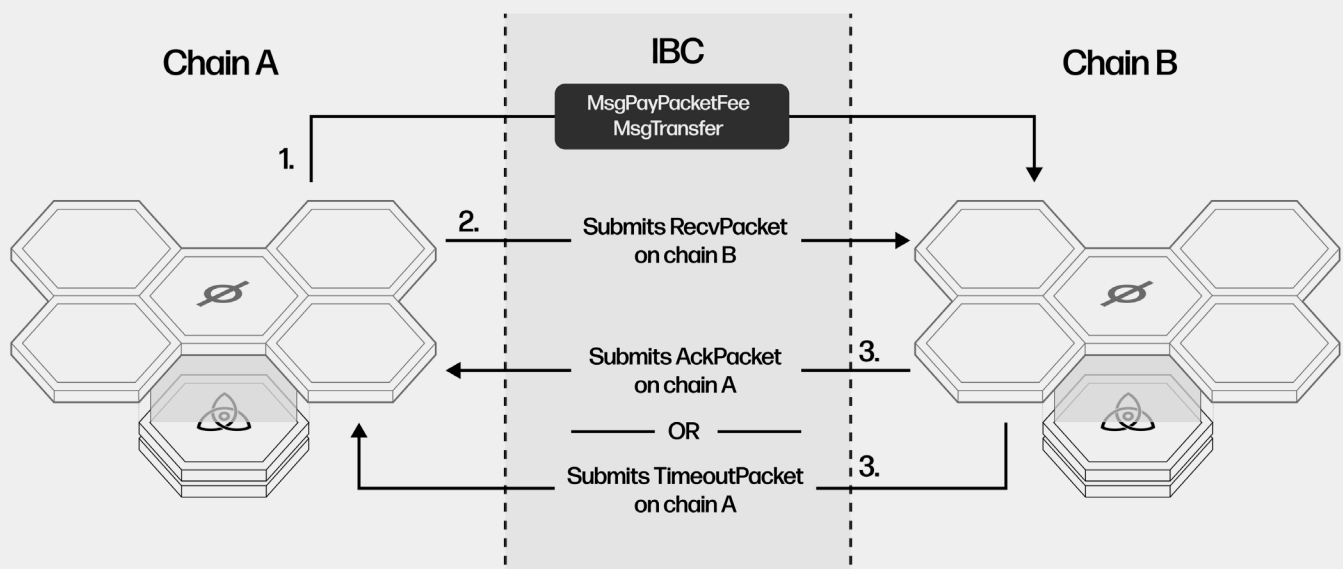 Chain A
IBC
Chain B
MsgPayPacketFee
MsgTransfer
1.
2.
Submits RecvPacket
on chain B
Submits AckPacket
on chain A
3.
OR
Submits TimeoutPacket
on chain A
3.